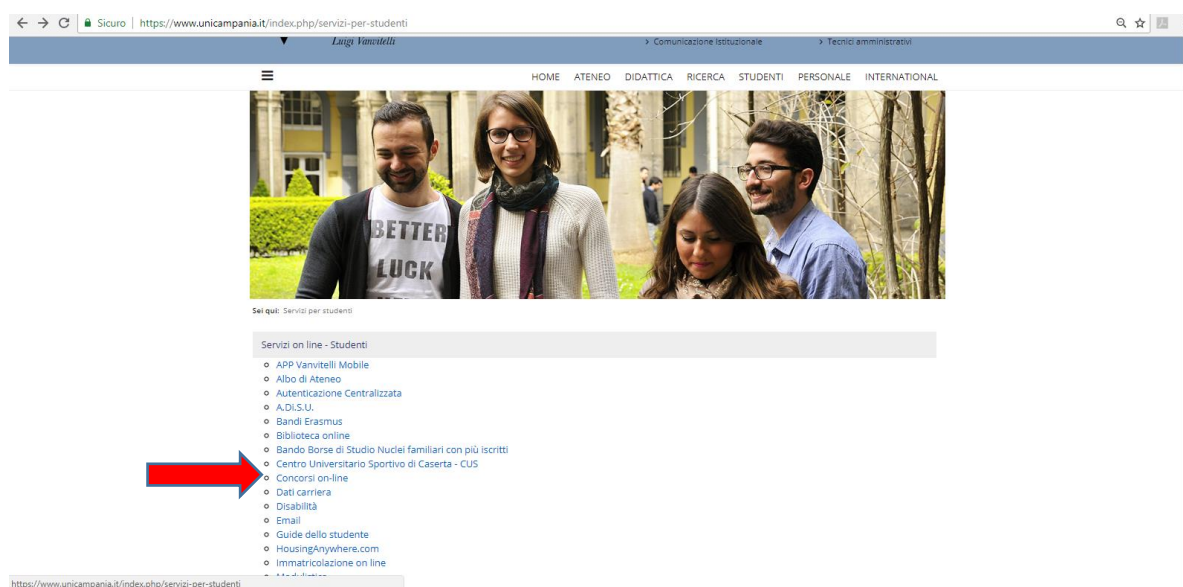 Sicuro | https://www.unicampania.it/index.php/servizi-per-studenti
Luigi Vanvitelli
› Comunicazione Istituzionale › Tecnici amministrativi
HOME ATENEO DIDATTICA RICERCA STUDENTI PERSONALE INTERNATIONAL
BETTER
LUCK
Sei qui: Servizi per studenti
Servizi on line - Studenti
APP Vanvitelli Mobile
Albo di Ateneo
Autenticazione Centralizzata
A.Di.S.U.
Bandi Erasmus
Biblioteca online
Bando Borse di Studio Nuclei familiari con più iscritti
Centro Universitario Sportivo di Caserta - CUS
Concorsi on-line
Dati carriera
Disabilità
Email
Guide dello studente
HousingAnywhere.com
Immatricolazione on line
Modulistica
https://www.unicampania.it/index.php/servizi-per-studenti